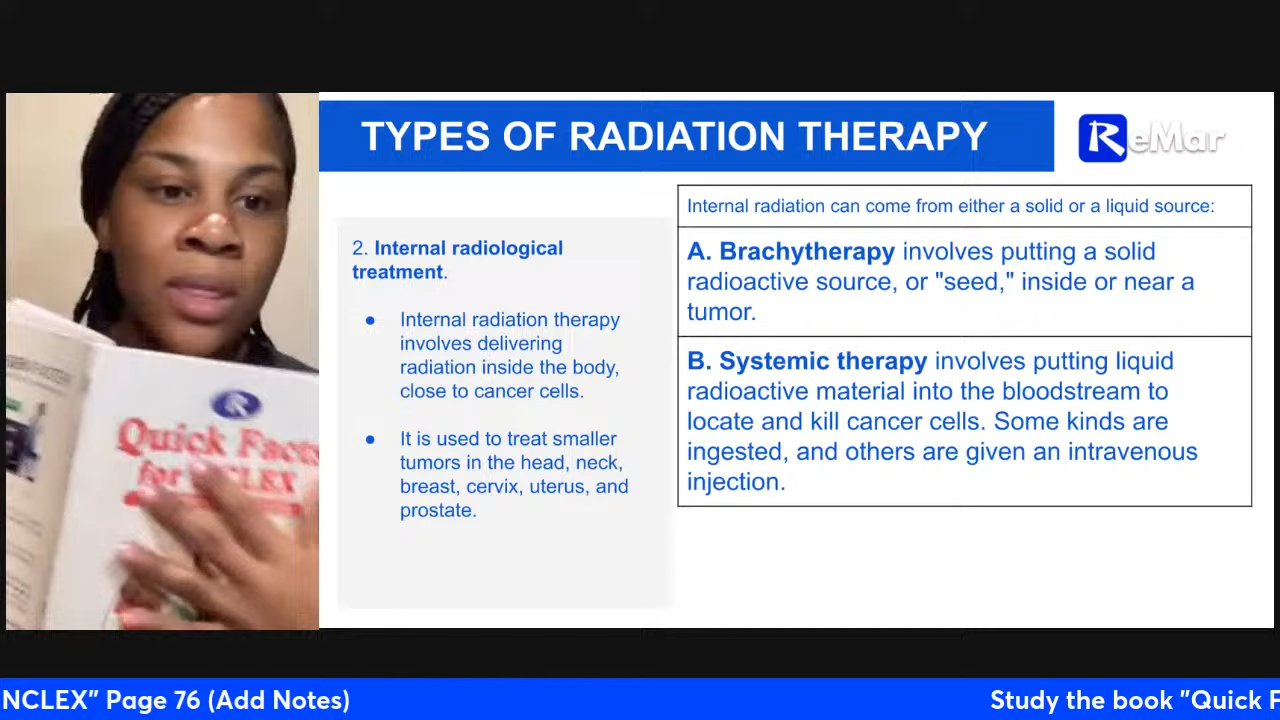 TYPES OF RADIATION THERAPY
ReMar
2. Internal radiological
treatment.
● Internal radiation therapy
involves delivering
radiation inside the body,
close to cancer cells.
● It is used to treat smaller
tumors in the head, neck,
breast, cervix, uterus, and
prostate.
Internal radiation can come from either a solid or a liquid source:
A. Brachytherapy involves putting a solid
radioactive source, or "seed," inside or near a
tumor.
B. Systemic therapy involves putting liquid
radioactive material into the bloodstream to
locate and kill cancer cells. Some kinds are
ingested, and others are given an intravenous
injection.
R
Quick Facts
for NCLEX
NCLEX" Page 76 (Add Notes)
Study the book "Quick F